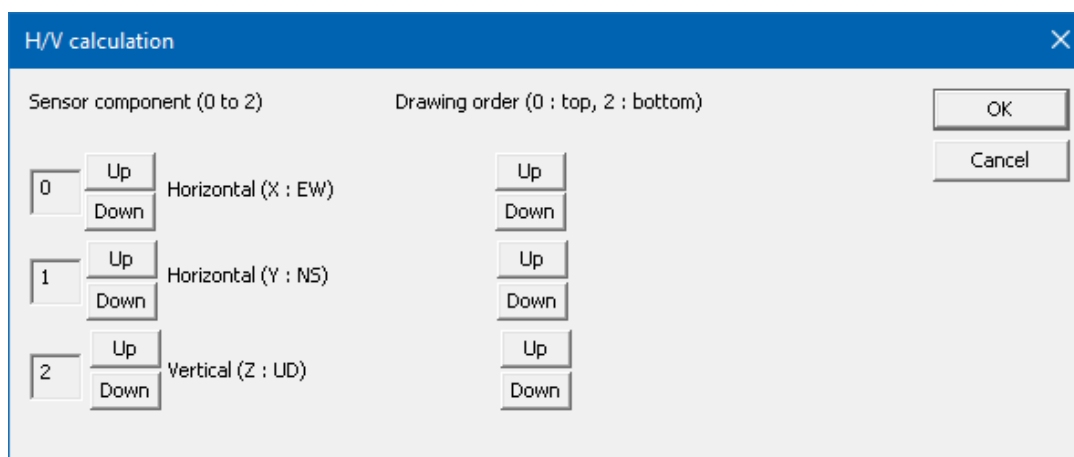 H/V calculation
Sensor component (0 to 2) Drawing order (0 : top, 2 : bottom) OK
Cancel
Up Up
0 Horizontal (X : EW)
Down Down
Up Up
1 Horizontal (Y : NS)
Down Down
Up Up
2 Vertical (Z : UD)
Down Down